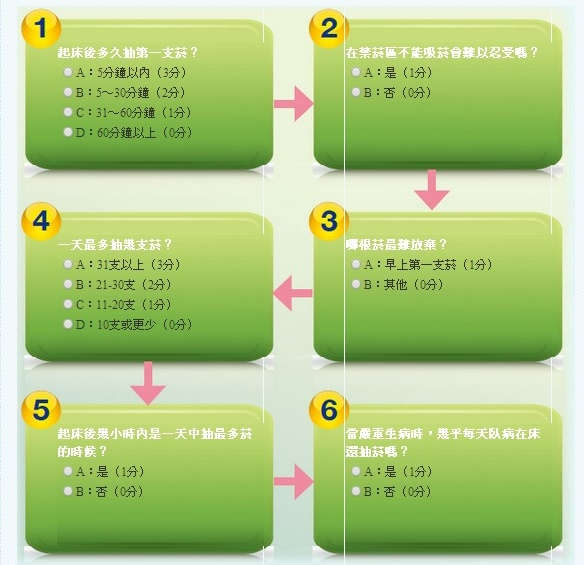 1
起床後多久抽第一支菸？
A：5分鐘以內（3分）
B：5～30分鐘（2分）
C：31～60分鐘（1分）
D：60分鐘以上（0分）
2
在禁菸區不能吸菸會難以忍受嗎？
A：是（1分）
B：否（0分）
3
哪根菸最難放棄？
A：早上第一支菸（1分）
B：其他（0分）
4
一天最多抽幾支菸？
A：31支以上（3分）
B：21-30支（2分）
C：11-20支（1分）
D：10支或更少（0分）
5
起床後幾小時內是一天中抽最多菸
的時候？
A：是（1分）
B：否（0分）
6
當嚴重生病時，幾乎每天臥病在床
還抽菸嗎？
A：是（1分）
B：否（0分）